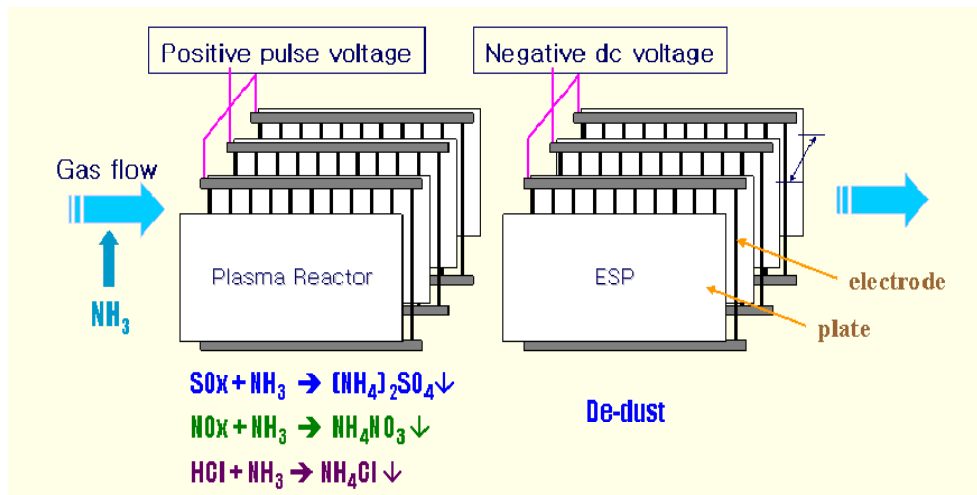 Positive pulse voltage
Negative dc voltage
Gas flow
Plasma Reactor
ESP
electrode
plate
NH₃
SOx + NH₃ → (NH₄)₂SO₄↓
NOx + NH₃ → NH₄NO₃↓
HCl + NH₃ → NH₄Cl↓
De-dust